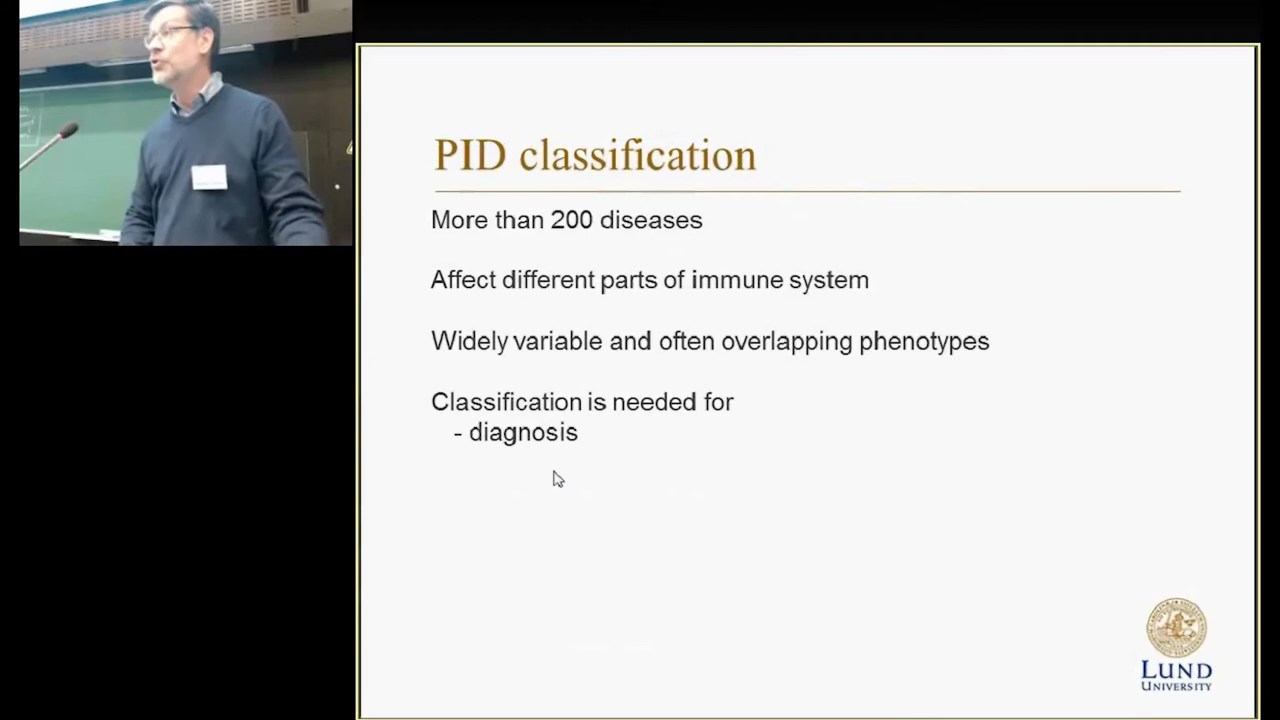 PID classification
More than 200 diseases
Affect different parts of immune system
Widely variable and often overlapping phenotypes
Classification is needed for
- diagnosis
LUND
UNIVERSITY